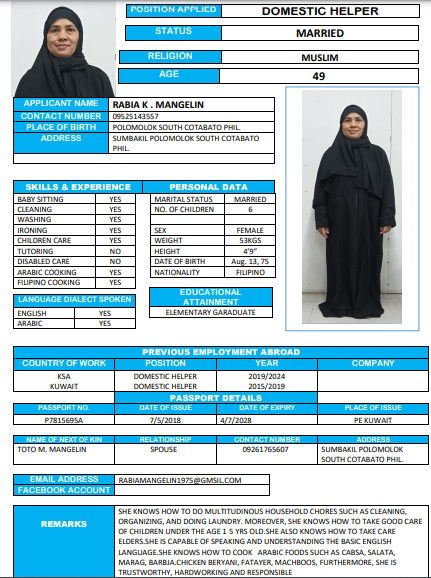 POSITION APPLIED DOMESTIC HELPER
STATUS MARRIED
RELIGION MUSLIM
AGE 49
APPLICANT NAME RABIA K . MANGELIN
CONTACT NUMBER 09525143557
PLACE OF BIRTH POLOMOLOK SOUTH COTABATO PHIL.
ADDRESS SUMBAKIL POLOMOLOK SOUTH COTABATO
PHIL.
SKILLS & EXPERIENCE
BABY SITTING YES
CLEANING YES
WASHING YES
IRONING YES
CHILDREN CARE YES
TUTORING NO
DISABLED CARE NO
ARABIC COOKING YES
FILIPINO COOKING YES
LANGUAGE DIALECT SPOKEN
ENGLISH YES
ARABIC YES
PERSONAL DATA
MARITAL STATUS MARRIED
NO. OF CHILDREN 6
SEX FEMALE
WEIGHT 53KGS
HEIGHT 4'9"
DATE OF BIRTH Aug. 13, 75
NATIONALITY FILIPINO
EDUCATIONAL
ATTAINMENT
ELEMENTARY GARADUATE
PREVIOUS EMPLOYMENT ABROAD
COUNTRY OF WORK POSITION YEAR COMPANY
KSA DOMESTIC HELPER 2019/2024
KUWAIT DOMESTIC HELPER 2015/2019
PASSPORT DETAILS
PASSPORT NO. DATE OF ISSUE DATE OF EXPIRY PLACE OF ISSUE
P7815695A 7/5/2018 4/7/2028 PE KUWAIT
NAME OF NEXT OF KIN RELATIONSHIP CONTACT NUMBER ADDRESS
TOTO M. MANGELIN SPOUSE 09261765607 SUMBAKIL POLOMOLOK
SOUTH COTABATO PHIL.
EMAIL ADDRESS RABIAMANGELIN1975@GMSIL.COM
FACEBOOK ACCOUNT
REMARKS
SHE KNOWS HOW TO DO MULTITUDINOUS HOUSEHOLD CHORES SUCH AS CLEANING,
ORGANIZING, AND DOING LAUNDRY. MOREOVER, SHE KNOWS HOW TO TAKE GOOD CARE
OF CHILDREN UNDER THE AGE 1-5 YRS OLD.SHE ALSO KNOWS HOW TO TAKE CARE
ELDERS.SHE IS CAPABLE OF SPEAKING AND UNDERSTANDING THE BASIC ENGLISH
LANGUAGE.SHE KNOWS HOW TO COOK ARABIC FOODS SUCH AS CABSA, SALATA,
MARAG, BARBJA.CHICKEN BERYANI, FATAYER, MACHBOOS, FURTHERMORE, SHE IS
TRUSTWORTHY, HARDWORKING AND RESPONSIBLE